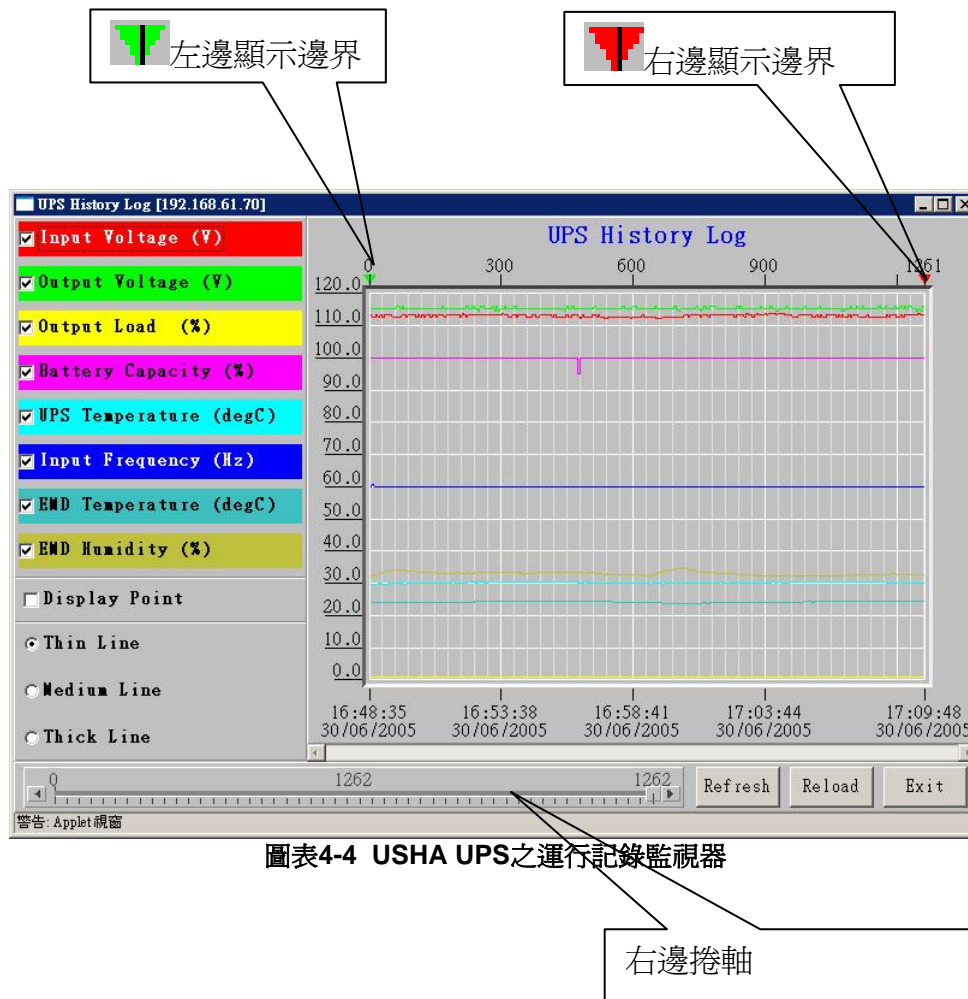 左邊顯示邊界
右邊顯示邊界
UPS History Log [192.168.61.70]
Input Voltage (V)
Output Voltage (V)
Output Load (%)
Battery Capacity (%)
UPS Temperature (degC)
Input Frequency (Hz)
EMD Temperature (degC)
EMD Humidity (%)
Display Point
Thin Line
Medium Line
Thick Line
UPS History Log
0 300 600 900 1261
120.0
110.0
100.0
90.0
80.0
70.0
60.0
50.0
40.0
30.0
20.0
10.0
0.0
16:48:35 16:53:38 16:58:41 17:03:44 17:09:48
30/06/2005 30/06/2005 30/06/2005 30/06/2005 30/06/2005
0 1262 1262
Refresh Reload Exit
警告: Applet 視窗
圖表4-4 USHA UPS之運行記錄監視器
右邊捲軸